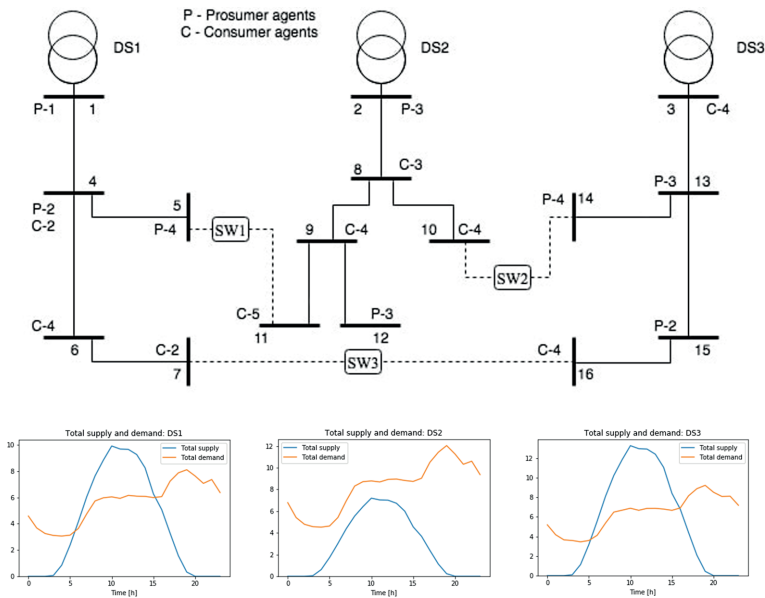 P - Prosumer agents
C - Consumer agents
DS1
DS2
DS3
P-1 1
2 P-3
3 C-4
4
P-2
C-2
5
P-4
SW1
8 C-3
9 C-4
10 C-4
SW2
P-4 14
P-3 13
C-5
11
P-3
12
C-4
6
C-2
7
SW3
C-4
16
P-2
15
Total supply and demand: DS1
Total supply
Total demand
10
8
6
4
2
0
0 5 10 15 20
Time [h]
Total supply and demand: DS2
Total supply
Total demand
12
10
8
6
4
2
0
0 5 10 15 20
Time [h]
Total supply and demand: DS3
Total supply
Total demand
12
10
8
6
4
2
0
0 5 10 15 20
Time [h]